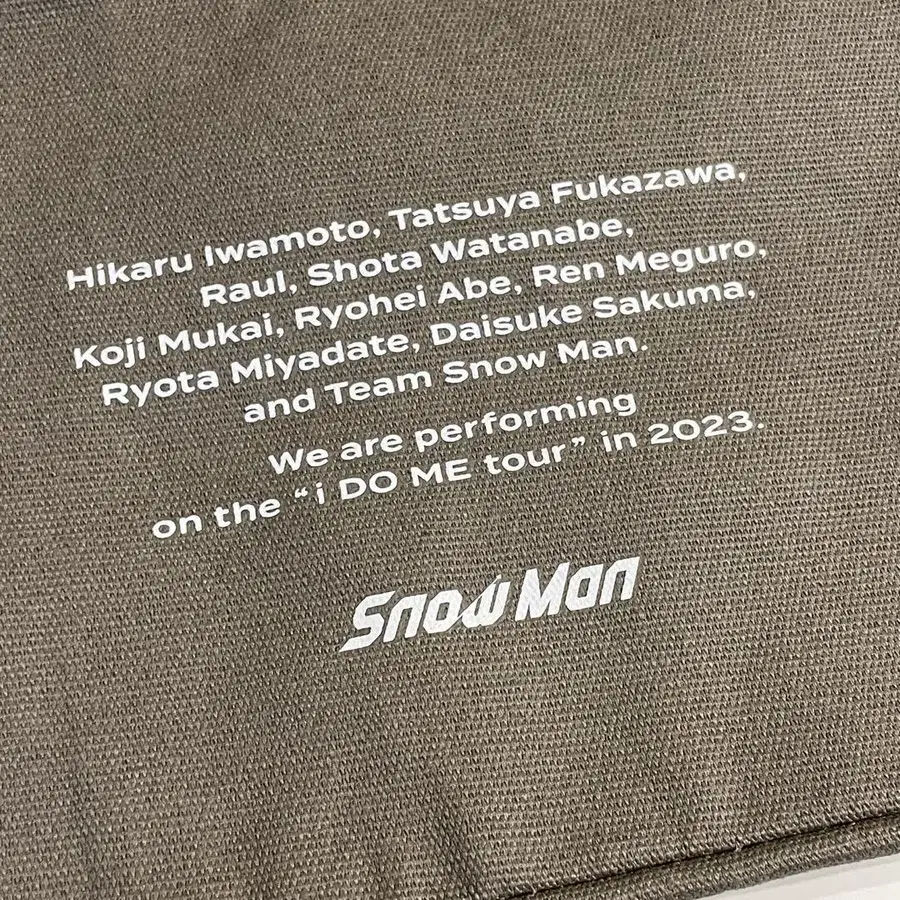 Hikaru Iwamoto, Tatsuya Fukazawa,
Raul, Shota Watanabe,
Koji Mukai, Ryohei Abe, Ren Meguro,
Ryota Miyadate, Daisuke Sakuma,
and Team Snow Man.
We are performing
on the “i DO ME tour” in 2023.
Snow Man